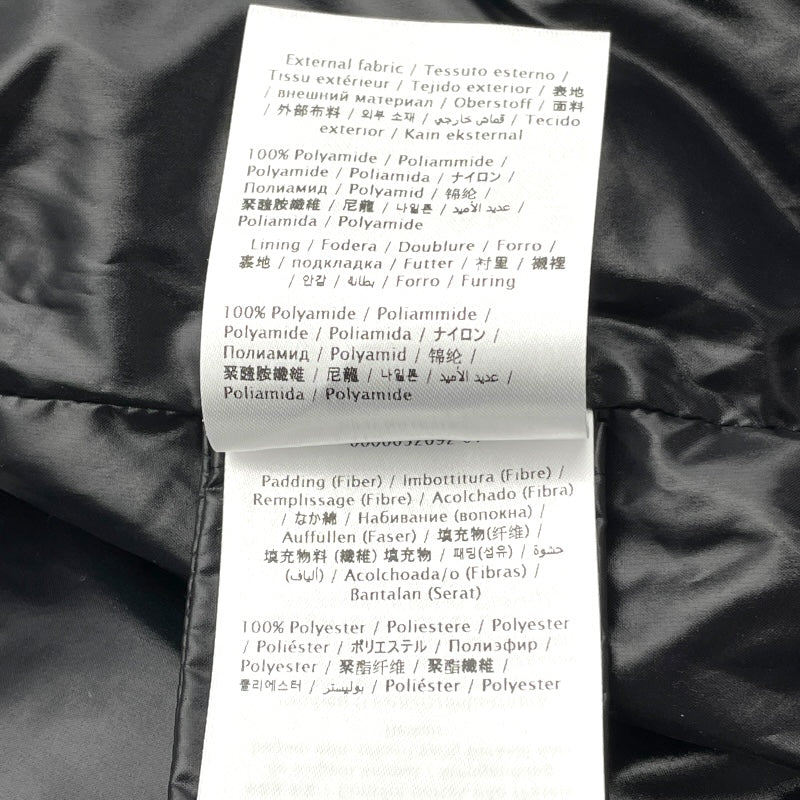 External fabric / Tessuto esterno /
Tissu extérieur / Tejido exterior / 表地
/ внешний материал / Oberstoff / 面料
/ 外部布料 / 외부 소재 / قماش خارجي / Tecido
exterior / Kain eksternal
100% Polyamide / Poliammide /
Polyamide / Poliamida / ナイロン /
Полиамид / Polyamid / 锦纶 /
聚醯胺纖維 / 尼龍 / 나일론 / عديد الأميد /
Poliamida / Polyamide
Lining / Fodera / Doublure / Forro /
裏地 / подкладка / Futter / 衬里 / 襯裡
/ 안감 / بطانة / Forro / Furing
100% Polyamide / Poliammide /
Polyamide / Poliamida / ナイロン /
Полиамид / Polyamid / 锦纶 /
聚醯胺纖維 / 尼龍 / 나일론 / عديد الأميد /
Poliamida / Polyamide
Padding (Fiber) / Imbottitura (Fibre) /
Remplissage (Fibre) / Acolchado (Fibra)
/ なか綿 / Набивание (волокна) /
Auffullen (Faser) / 填充物(纤维) /
填充物料 (纖維) 填充物 / 패딩(섬유) / حشوة
(ألياف) / Acolchoada/o (Fibras) /
Bantalan (Serat)
100% Polyester / Poliestere / Polyester
/ Poliéster / ポリエステル / Полиэфир /
Polyester / 聚酯纤维 / 聚酯纖維 /
폴리에스터 / بوليستر / Poliéster / Polyester